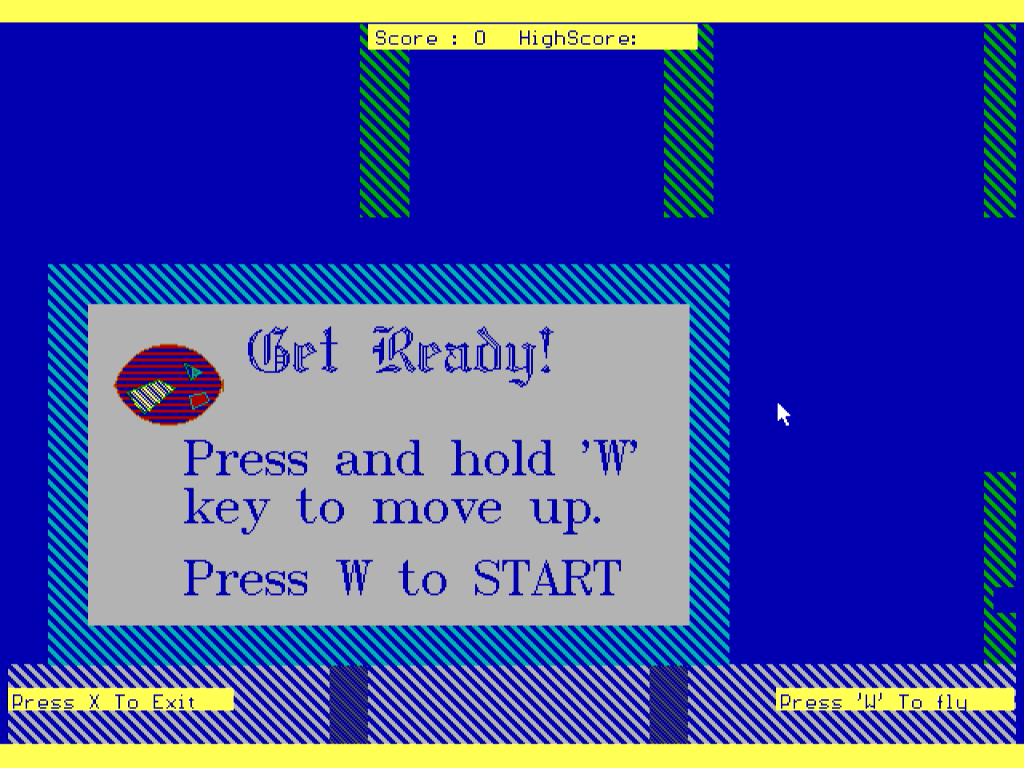 Score : 0 HighScore:
Get Ready!
Press and hold 'W'
key to move up.
Press W to START
Press X To Exit
Press 'W' To fly